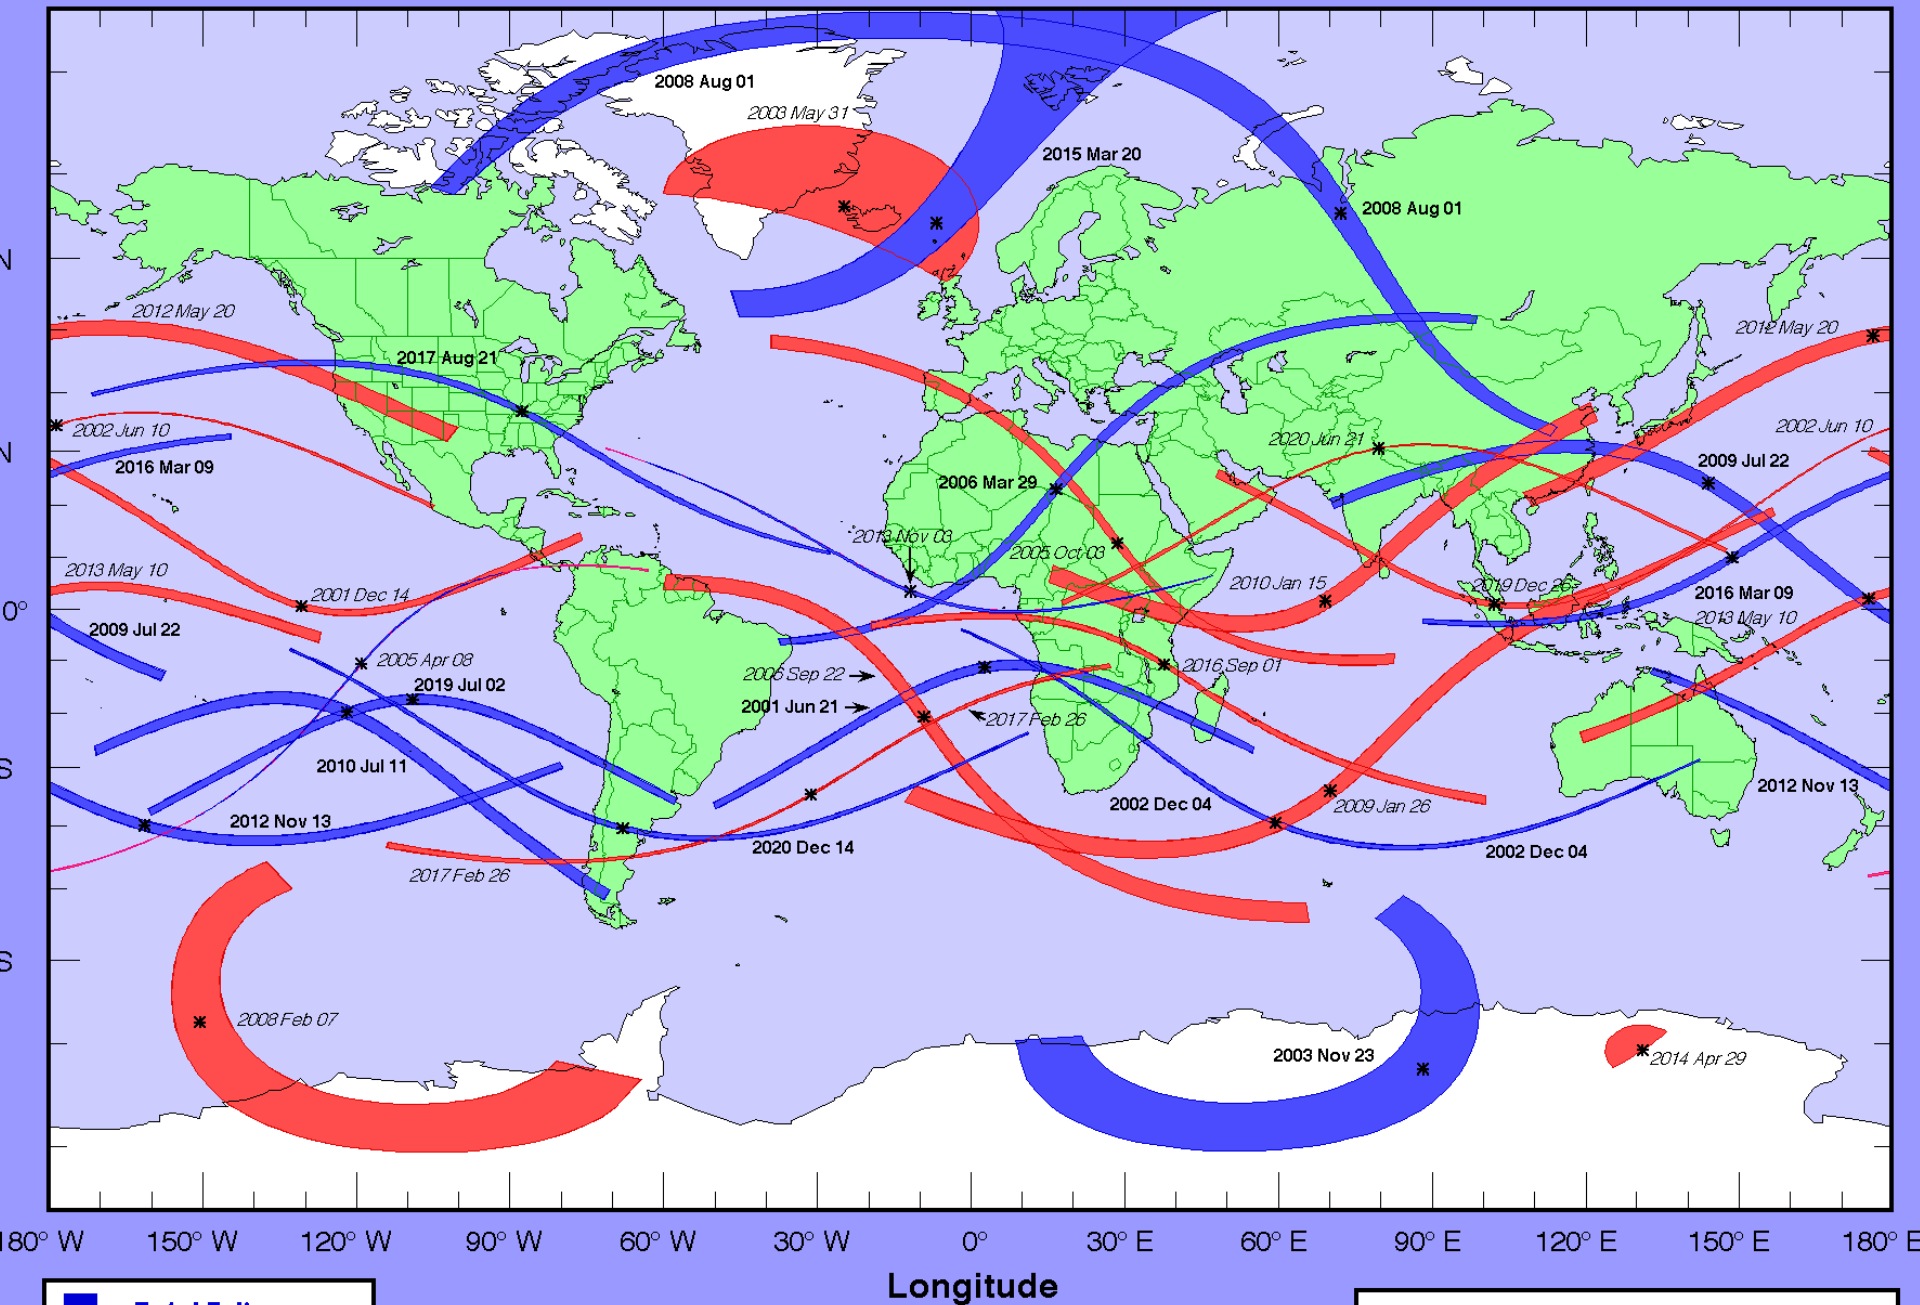 2008 Aug 01
2003 May 31
2015 Mar 20
2008 Aug 01
N
2012 May 20
2012 May 20
2017 Aug 21
2002 Jun 10
2002 Jun 10
2020 Jun 21
N
2016 Mar 09
2009 Jul 22
2006 Mar 29
2013 Nov 03
2005 Oct 03
2013 May 10
2010 Jan 15
2019 Dec 26
2001 Dec 14
2016 Mar 09
0°
2013 May 10
2009 Jul 22
2005 Apr 08
2016 Sep 01
2006 Sep 22
2019 Jul 02
2001 Jun 21
2017 Feb 26
S
2010 Jul 11
2012 Nov 13
2002 Dec 04
2009 Jan 26
2012 Nov 13
2020 Dec 14
2002 Dec 04
2017 Feb 26
S
2008 Feb 07
2003 Nov 23
2014 Apr 29
180° W 150° W 120° W 90° W 60° W 30° W 0° 30° E 60° E 90° E 120° E 150° E 180° E
Longitude